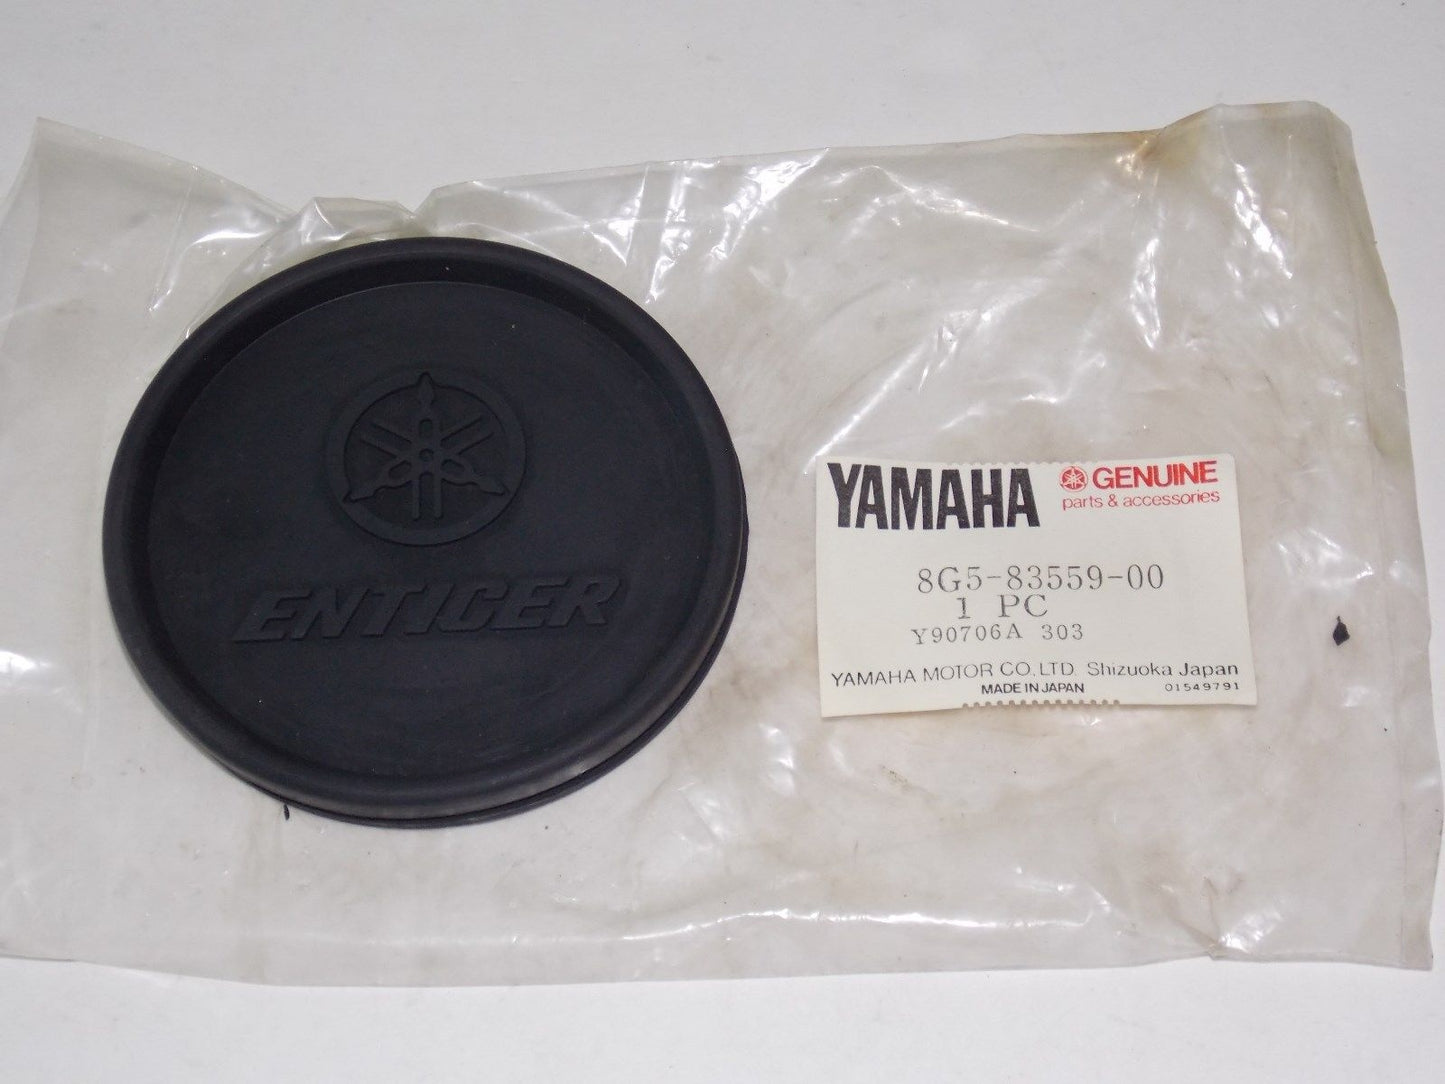 ENTICER
YAMAHA
GENUINE
parts & accessories
8G5-83559-00
1 PC
Y90706A 303
YAMAHA MOTOR CO.,LTD. Shizuoka Japan
MADE IN JAPAN 01549791